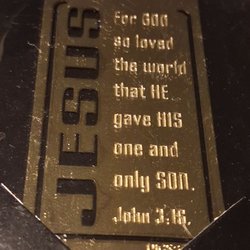 JESUS
for GOD
so loved
the world
that HE
gave HIS
one and
only SON.
John 3:16.